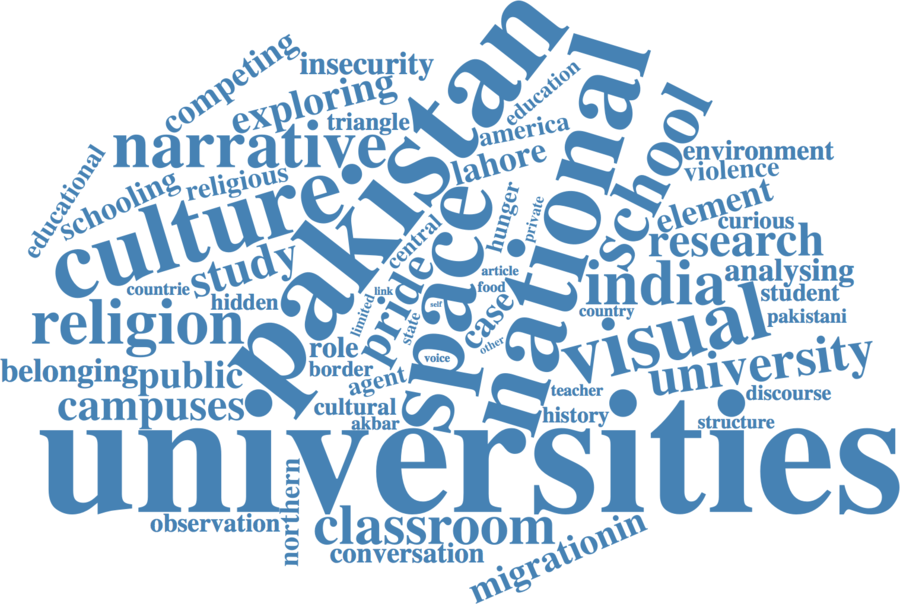 pakistan
national
competing
insecurity
exploring
education
triangle
america
narrative
lahore
school
environment
violence
educational
schooling
religious
culture
space
hunger
private
element
curious
research
central
study
countrie
hidden
article
link
food
india
analysing
student
country
pakistani
religion
limited
state
pride
self
case
other
visual
role
border
voice
belonging
public
agent
university
teacher
discourse
campuses
cultural
akbar
history
structure
universities
observation
northern
classroom
conversation
migrationin